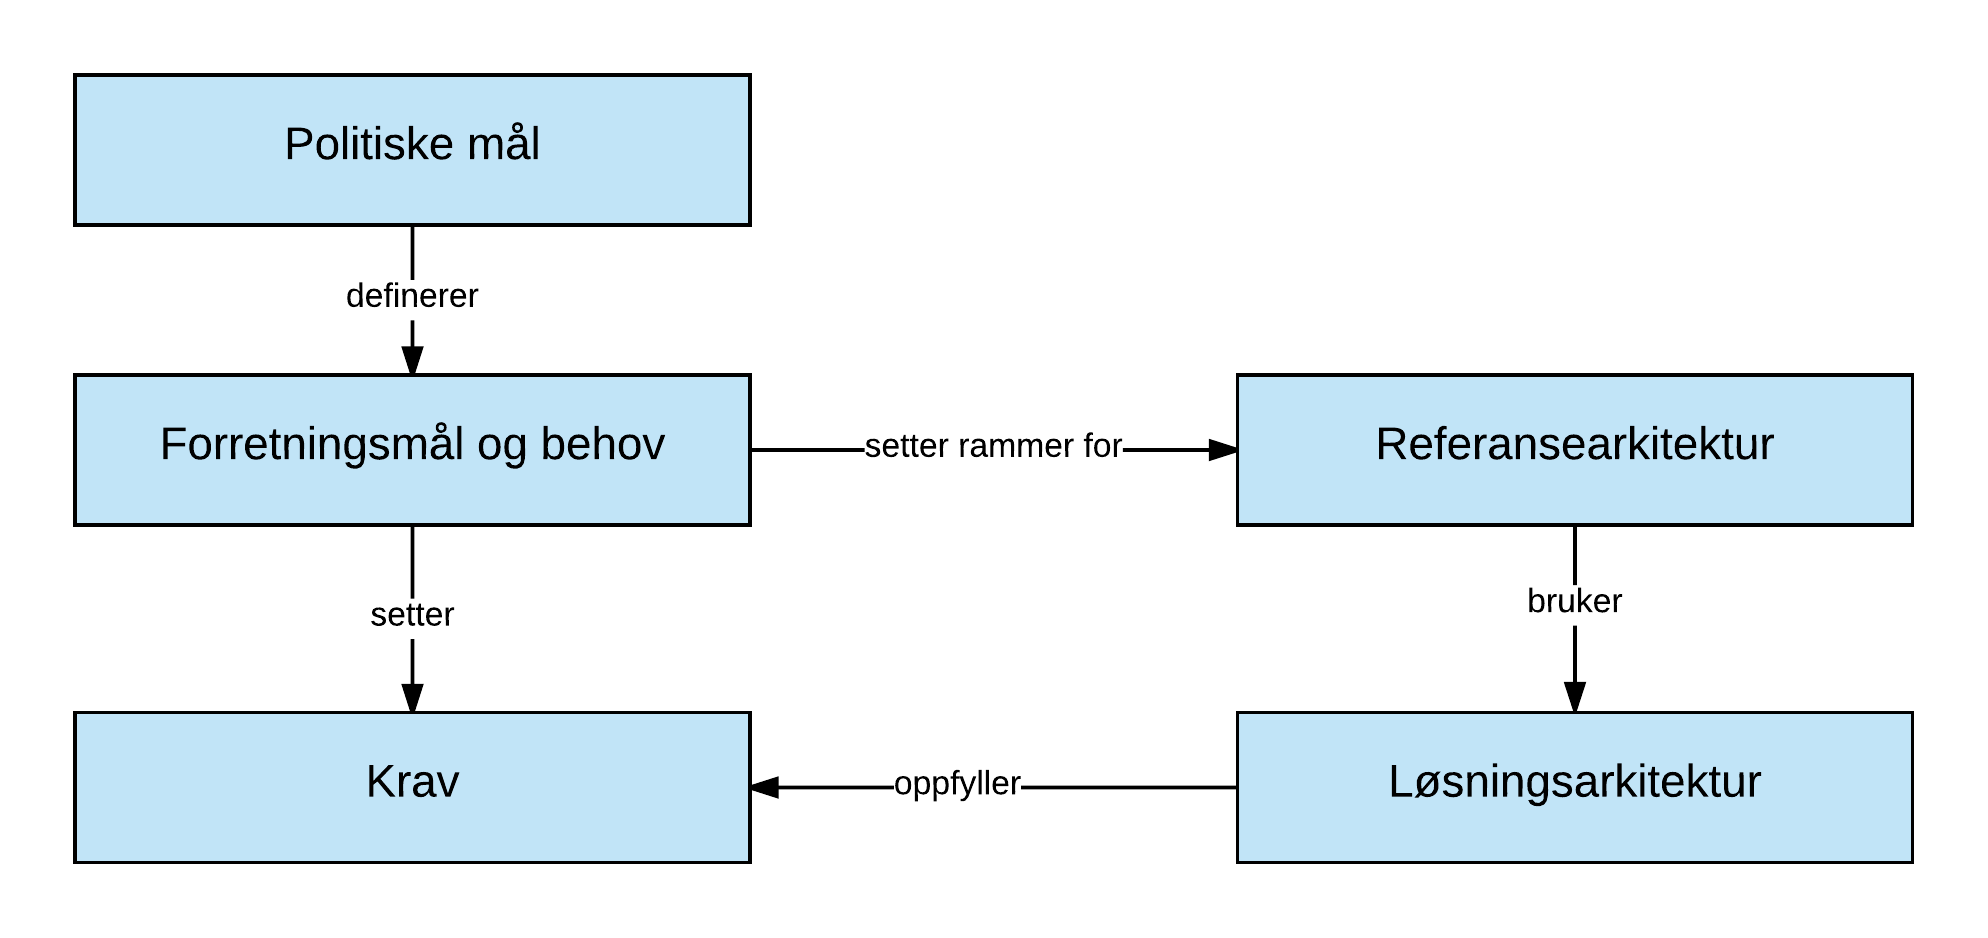 Politiske mål
definerer
Forretningsmål og behov
setter rammer for
Referansearkitektur
setter
bruker
Krav
oppfyller
Løsningsarkitektur